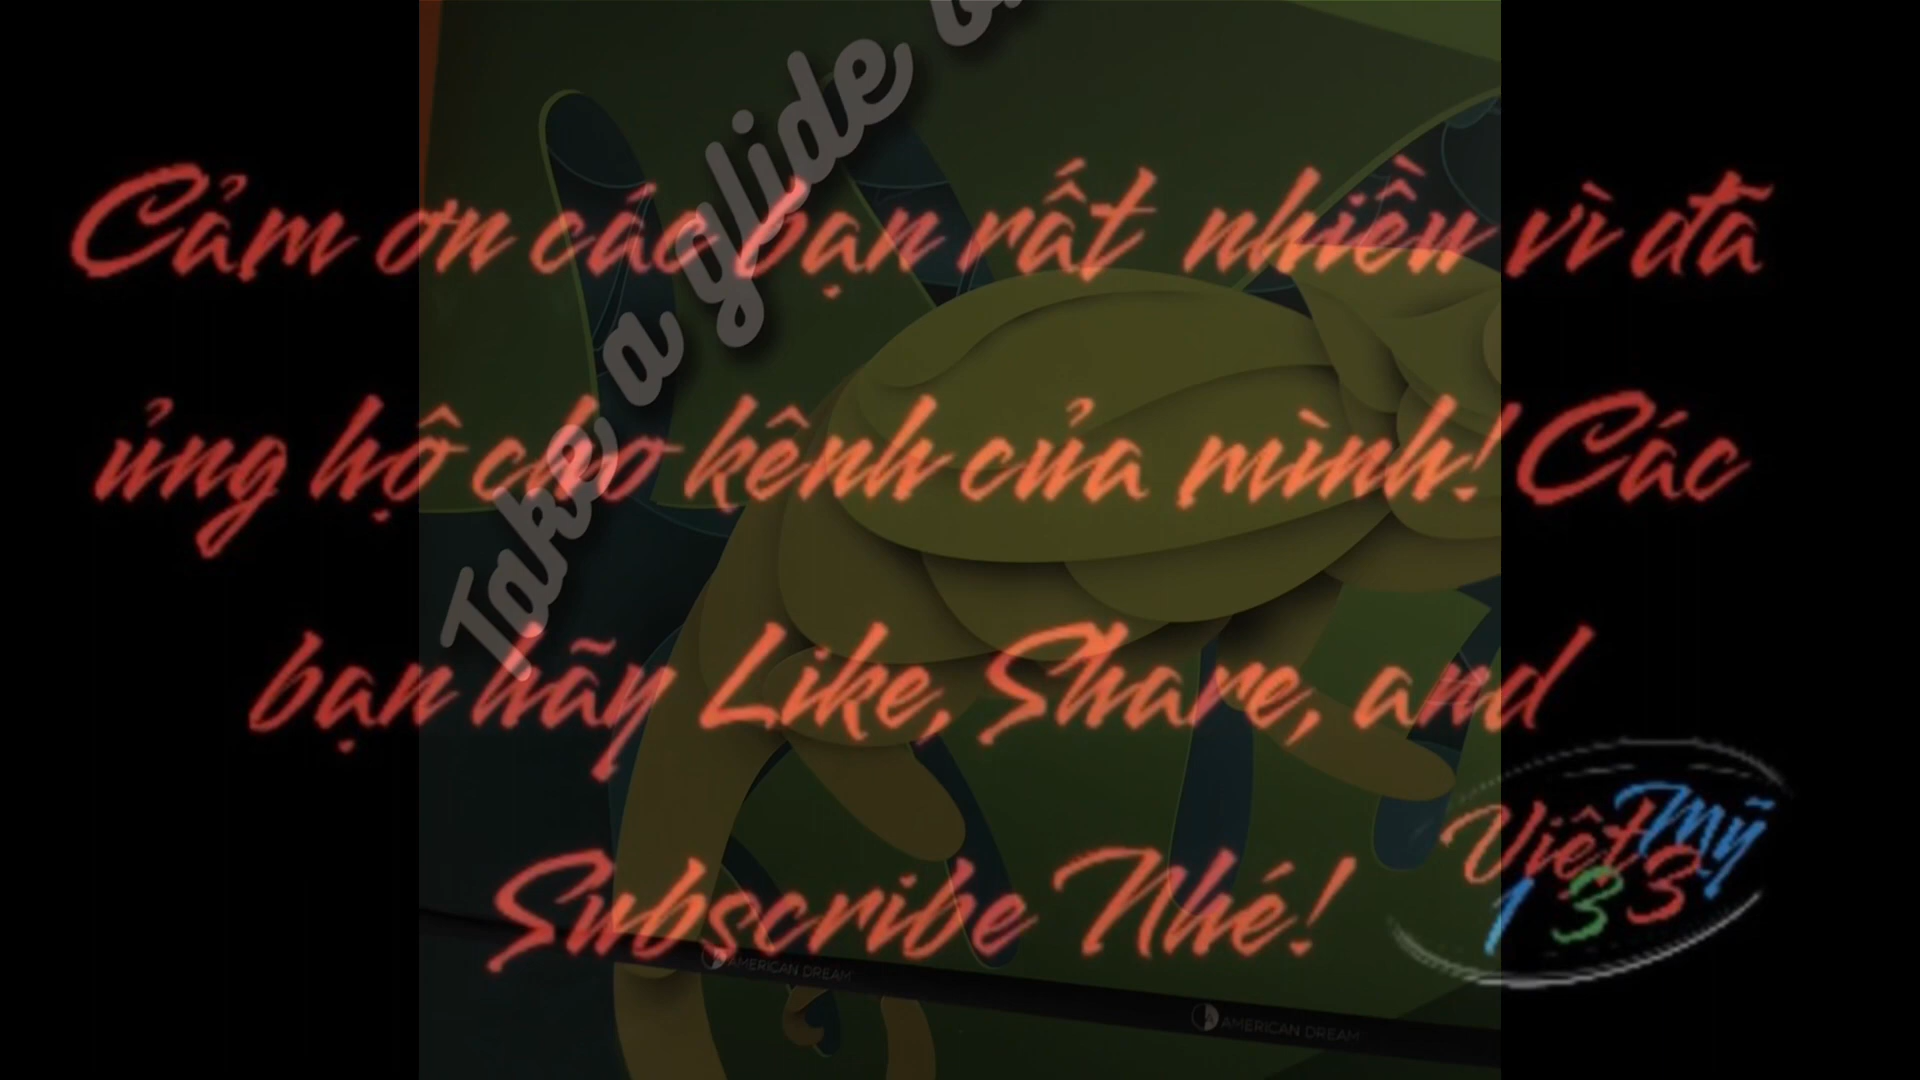 Take a glide
Cảm ơn các bạn rất nhiều vì đã
ủng hộ cho kênh của mình! Các
bạn hãy Like, Share, and
Subscribe Nhé!
Việt Mỹ
133
AMERICAN DREAM
AMERICAN DREAM